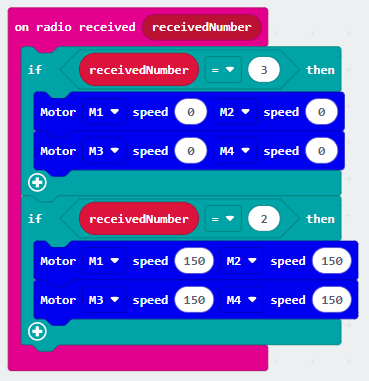 on radio received receivedNumber
if receivedNumber = 3 then
Motor M1 speed 0 M2 speed 0
Motor M3 speed 0 M4 speed 0
if receivedNumber = 2 then
Motor M1 speed 150 M2 speed 150
Motor M3 speed 150 M4 speed 150